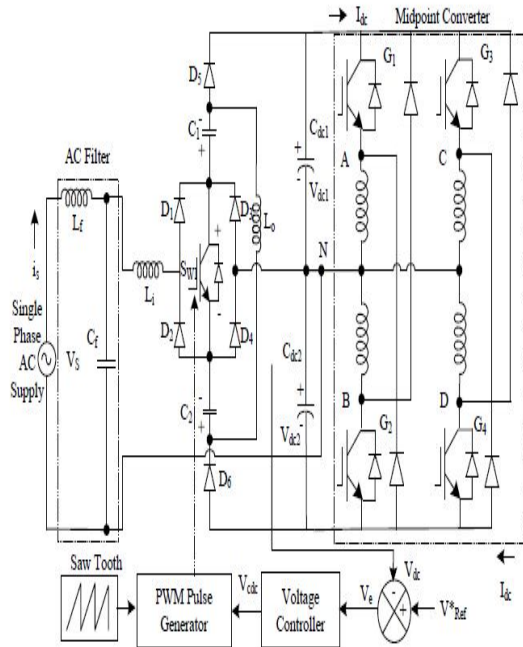 Midpoint Converter
I_dc
G_1
G_3
D_5
C_1
-
+
C_dc1
+
-
V_dc1
A
C
AC Filter
L_f
D_1
D_3
L_o
+
N
i_s
S_W1
L_i
-
Single
Phase
AC
Supply
V_S
C_f
D_2
D_4
C_dc2
C_2
-
+
+
-
V_dc2
B
D
G_2
G_4
D_6
Saw Tooth
V_dc
I_dc
PWM Pulse
Generator
V_cdc
Voltage
Controller
V_e
-
+
V*_Ref